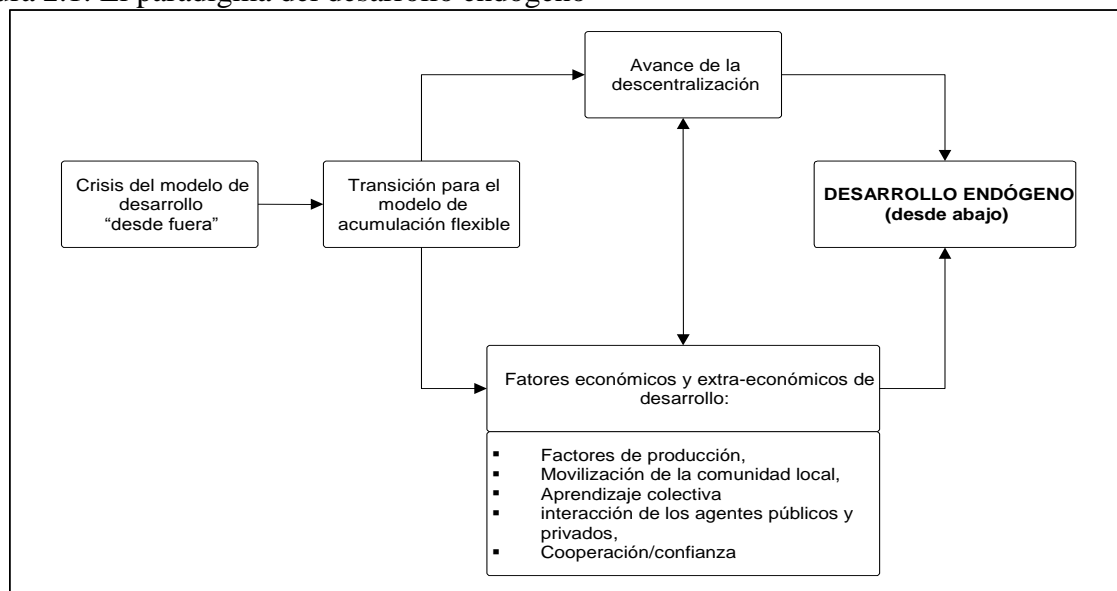 2.1. El paradigma del desarrollo endógeno
Avance de la
descentralización
Crisis del modelo de
desarrollo
“desde fuera”
Transición para el
modelo de
acumulación flexible
DESARROLLO ENDÓGENO
(desde abajo)
Fatores económicos y extra-económicos de
desarrollo:
▪ Factores de producción,
▪ Movilización de la comunidad local,
▪ Aprendizaje colectiva
▪ interacción de los agentes públicos y
privados,
▪ Cooperación/confianza